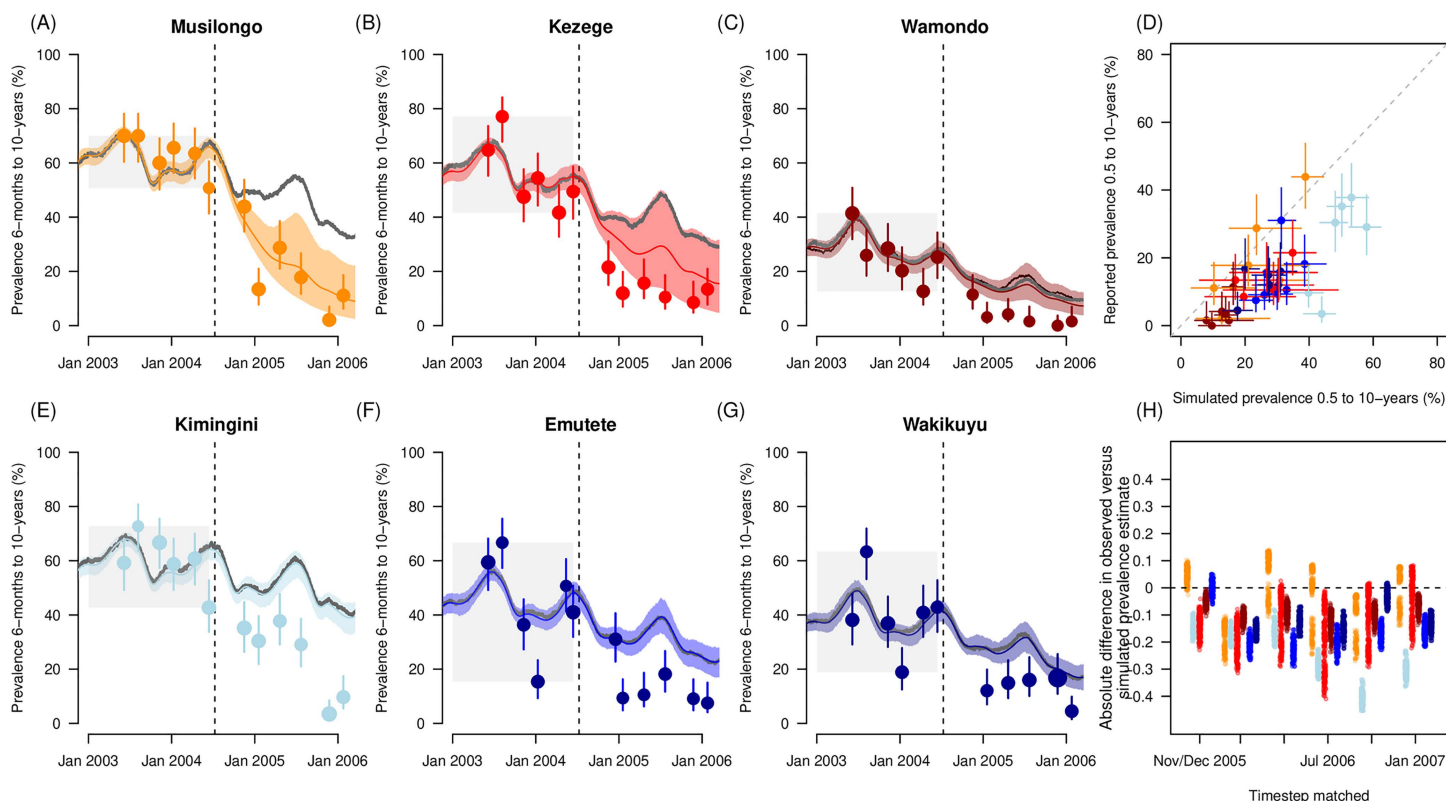 (A)
Musilongo
Prevalence 6−months to 10−years (%)
100
80
60
40
20
0
Jan 2003
Jan 2004
Jan 2005
Jan 2006
(B)
Kezege
Prevalence 6−months to 10−years (%)
100
80
60
40
20
0
Jan 2003
Jan 2004
Jan 2005
Jan 2006
(C)
Wamondo
Prevalence 6−months to 10−years (%)
100
80
60
40
20
0
Jan 2003
Jan 2004
Jan 2005
Jan 2006
(D)
Reported prevalence 0.5 to 10−years (%)
80
60
40
20
0
0
20
40
60
80
Simulated prevalence 0.5 to 10−years (%)
(E)
Kimingini
Prevalence 6−months to 10−years (%)
100
80
60
40
20
0
Jan 2003
Jan 2004
Jan 2005
Jan 2006
(F)
Emutete
Prevalence 6−months to 10−years (%)
100
80
60
40
20
0
Jan 2003
Jan 2004
Jan 2005
Jan 2006
(G)
Wakikuyu
Prevalence 6−months to 10−years (%)
100
80
60
40
20
0
Jan 2003
Jan 2004
Jan 2005
Jan 2006
(H)
Absolute difference in observed versus
simulated prevalence estimate
0.4
0.3
0.2
0.1
0
−0.1
−0.2
−0.3
−0.4
Nov/Dec 2005
Jul 2006
Jan 2007
Timestep matched